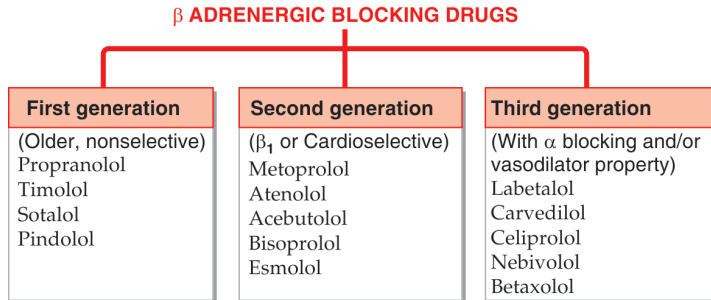 β ADRENERGIC BLOCKING DRUGS
First generation
(Older, nonselective)
Propranolol
Timolol
Sotalol
Pindolol
Second generation
(β1 or Cardioselective)
Metoprolol
Atenolol
Acebutolol
Bisoprolol
Esmolol
Third generation
(With α blocking and/or
vasodilator property)
Labetalol
Carvedilol
Celiprolol
Nebivolol
Betaxolol